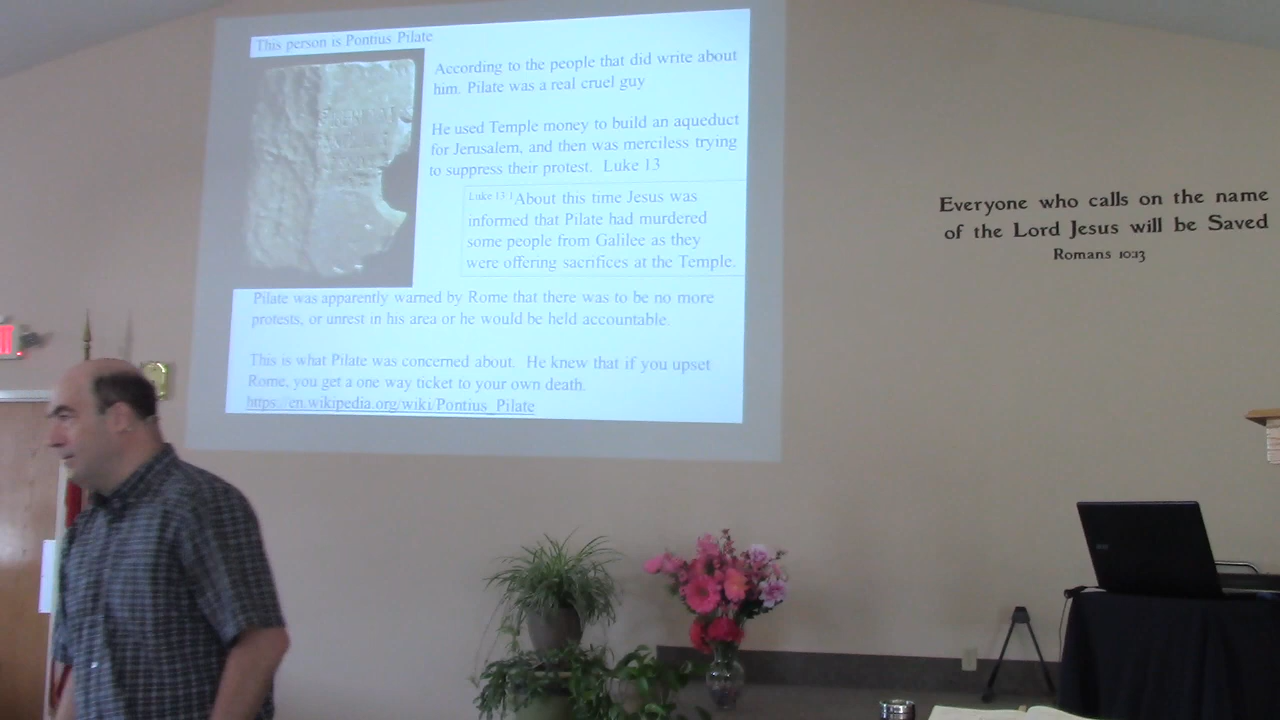 This person is Pontius Pilate
According to the people that did write about
him. Pilate was a real cruel guy
He used Temple money to build an aqueduct
for Jerusalem, and then was merciless trying
to suppress their protest. Luke 13
Luke 13 1 About this time Jesus was
informed that Pilate had murdered
some people from Galilee as they
were offering sacrifices at the Temple.
Pilate was apparently warned by Rome that there was to be no more
protests, or unrest in his area or he would be held accountable.
This is what Pilate was concerned about. He knew that if you upset
Rome, you get a one way ticket to your own death.
https://en.wikipedia.org/wiki/Pontius_Pilate
Everyone who calls on the name
of the Lord Jesus will be Saved
Romans 10:13